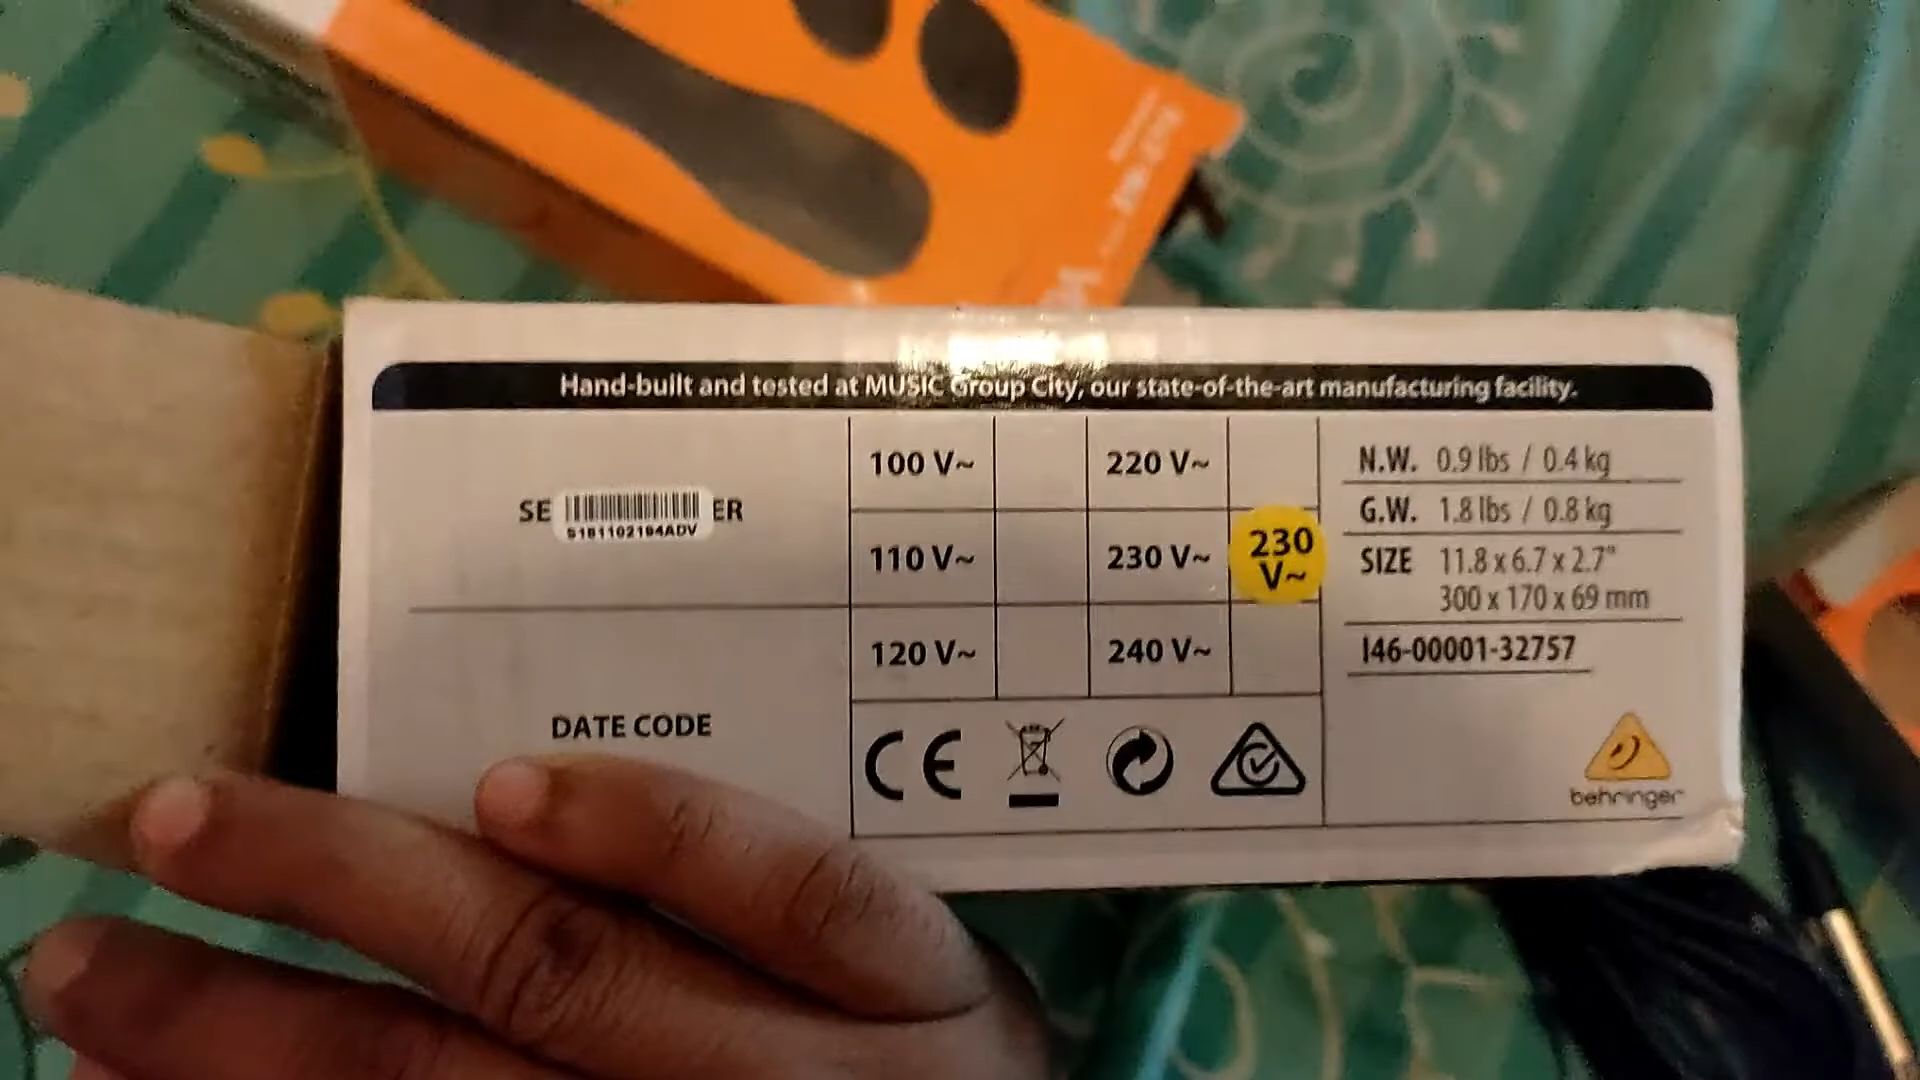 Hand-built and tested at MUSIC Group City, our state-of-the-art manufacturing facility.
SE ER
S181102194ADV
DATE CODE
100 V~ 220 V~
110 V~ 230 V~ 230 V~
120 V~ 240 V~
CE
N.W. 0.9 lbs / 0.4 kg
G.W. 1.8 lbs / 0.8 kg
SIZE 11.8 x 6.7 x 2.7"
300 x 170 x 69 mm
I46-00001-32757
behringer